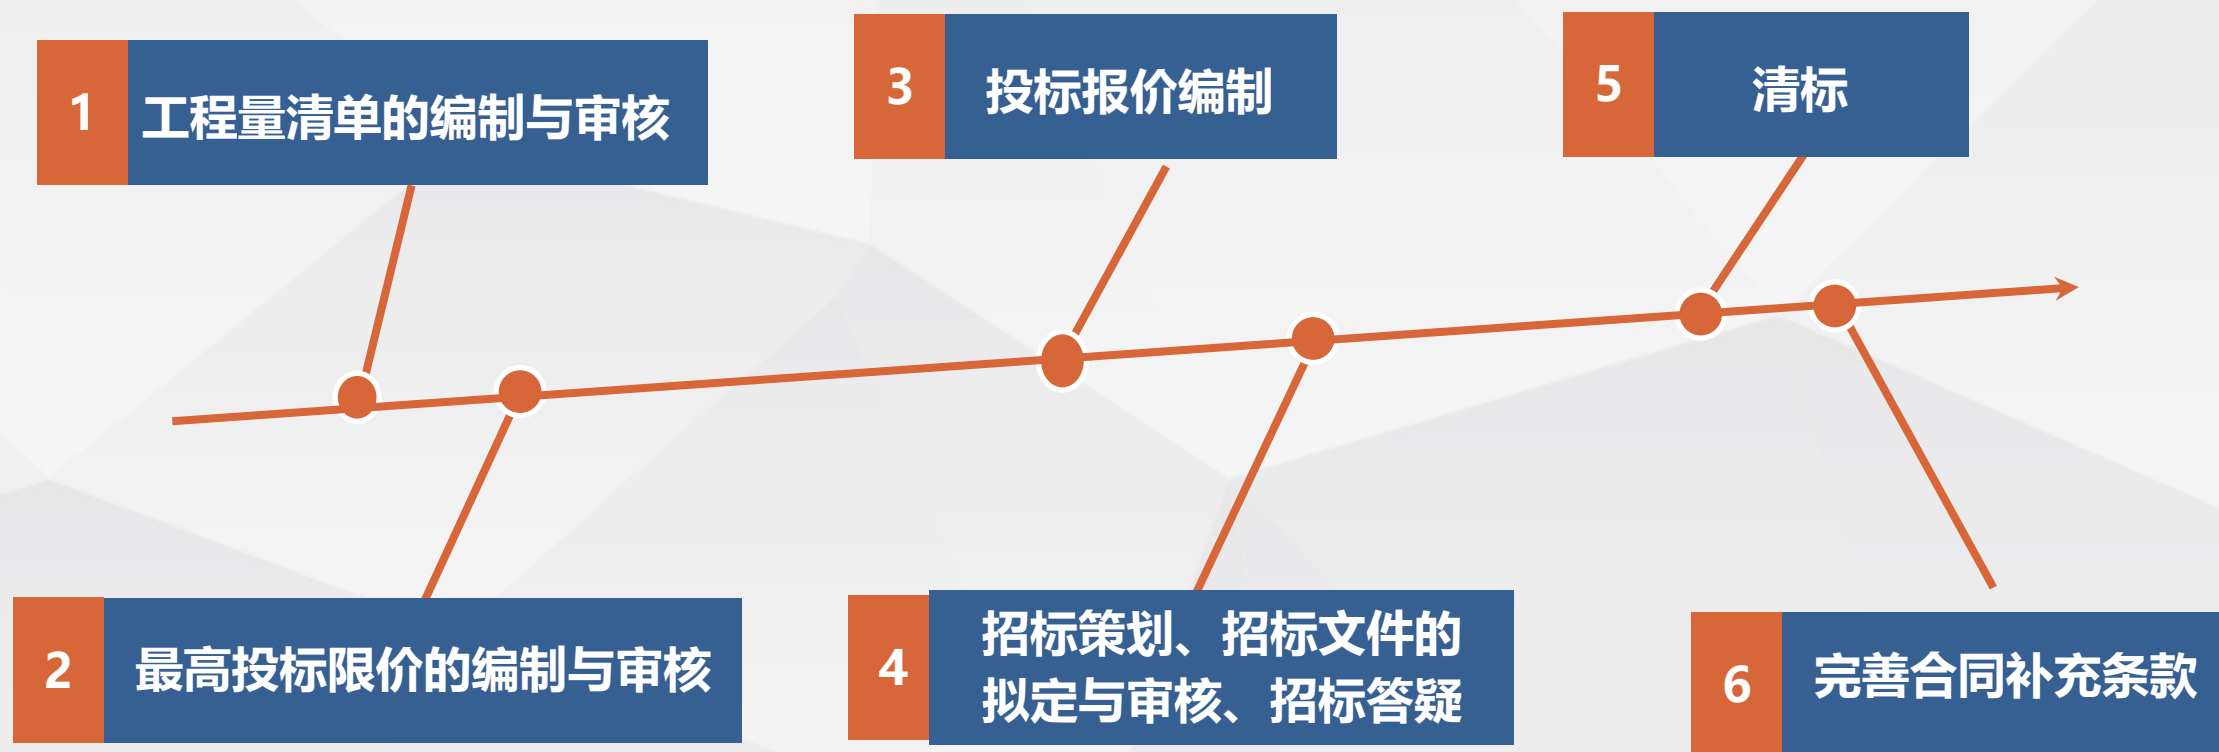 1
工程量清单的编制与审核
2
最高投标限价的编制与审核
3
投标报价编制
4
招标策划、招标文件的
拟定与审核、招标答疑
5
清标
6
完善合同补充条款